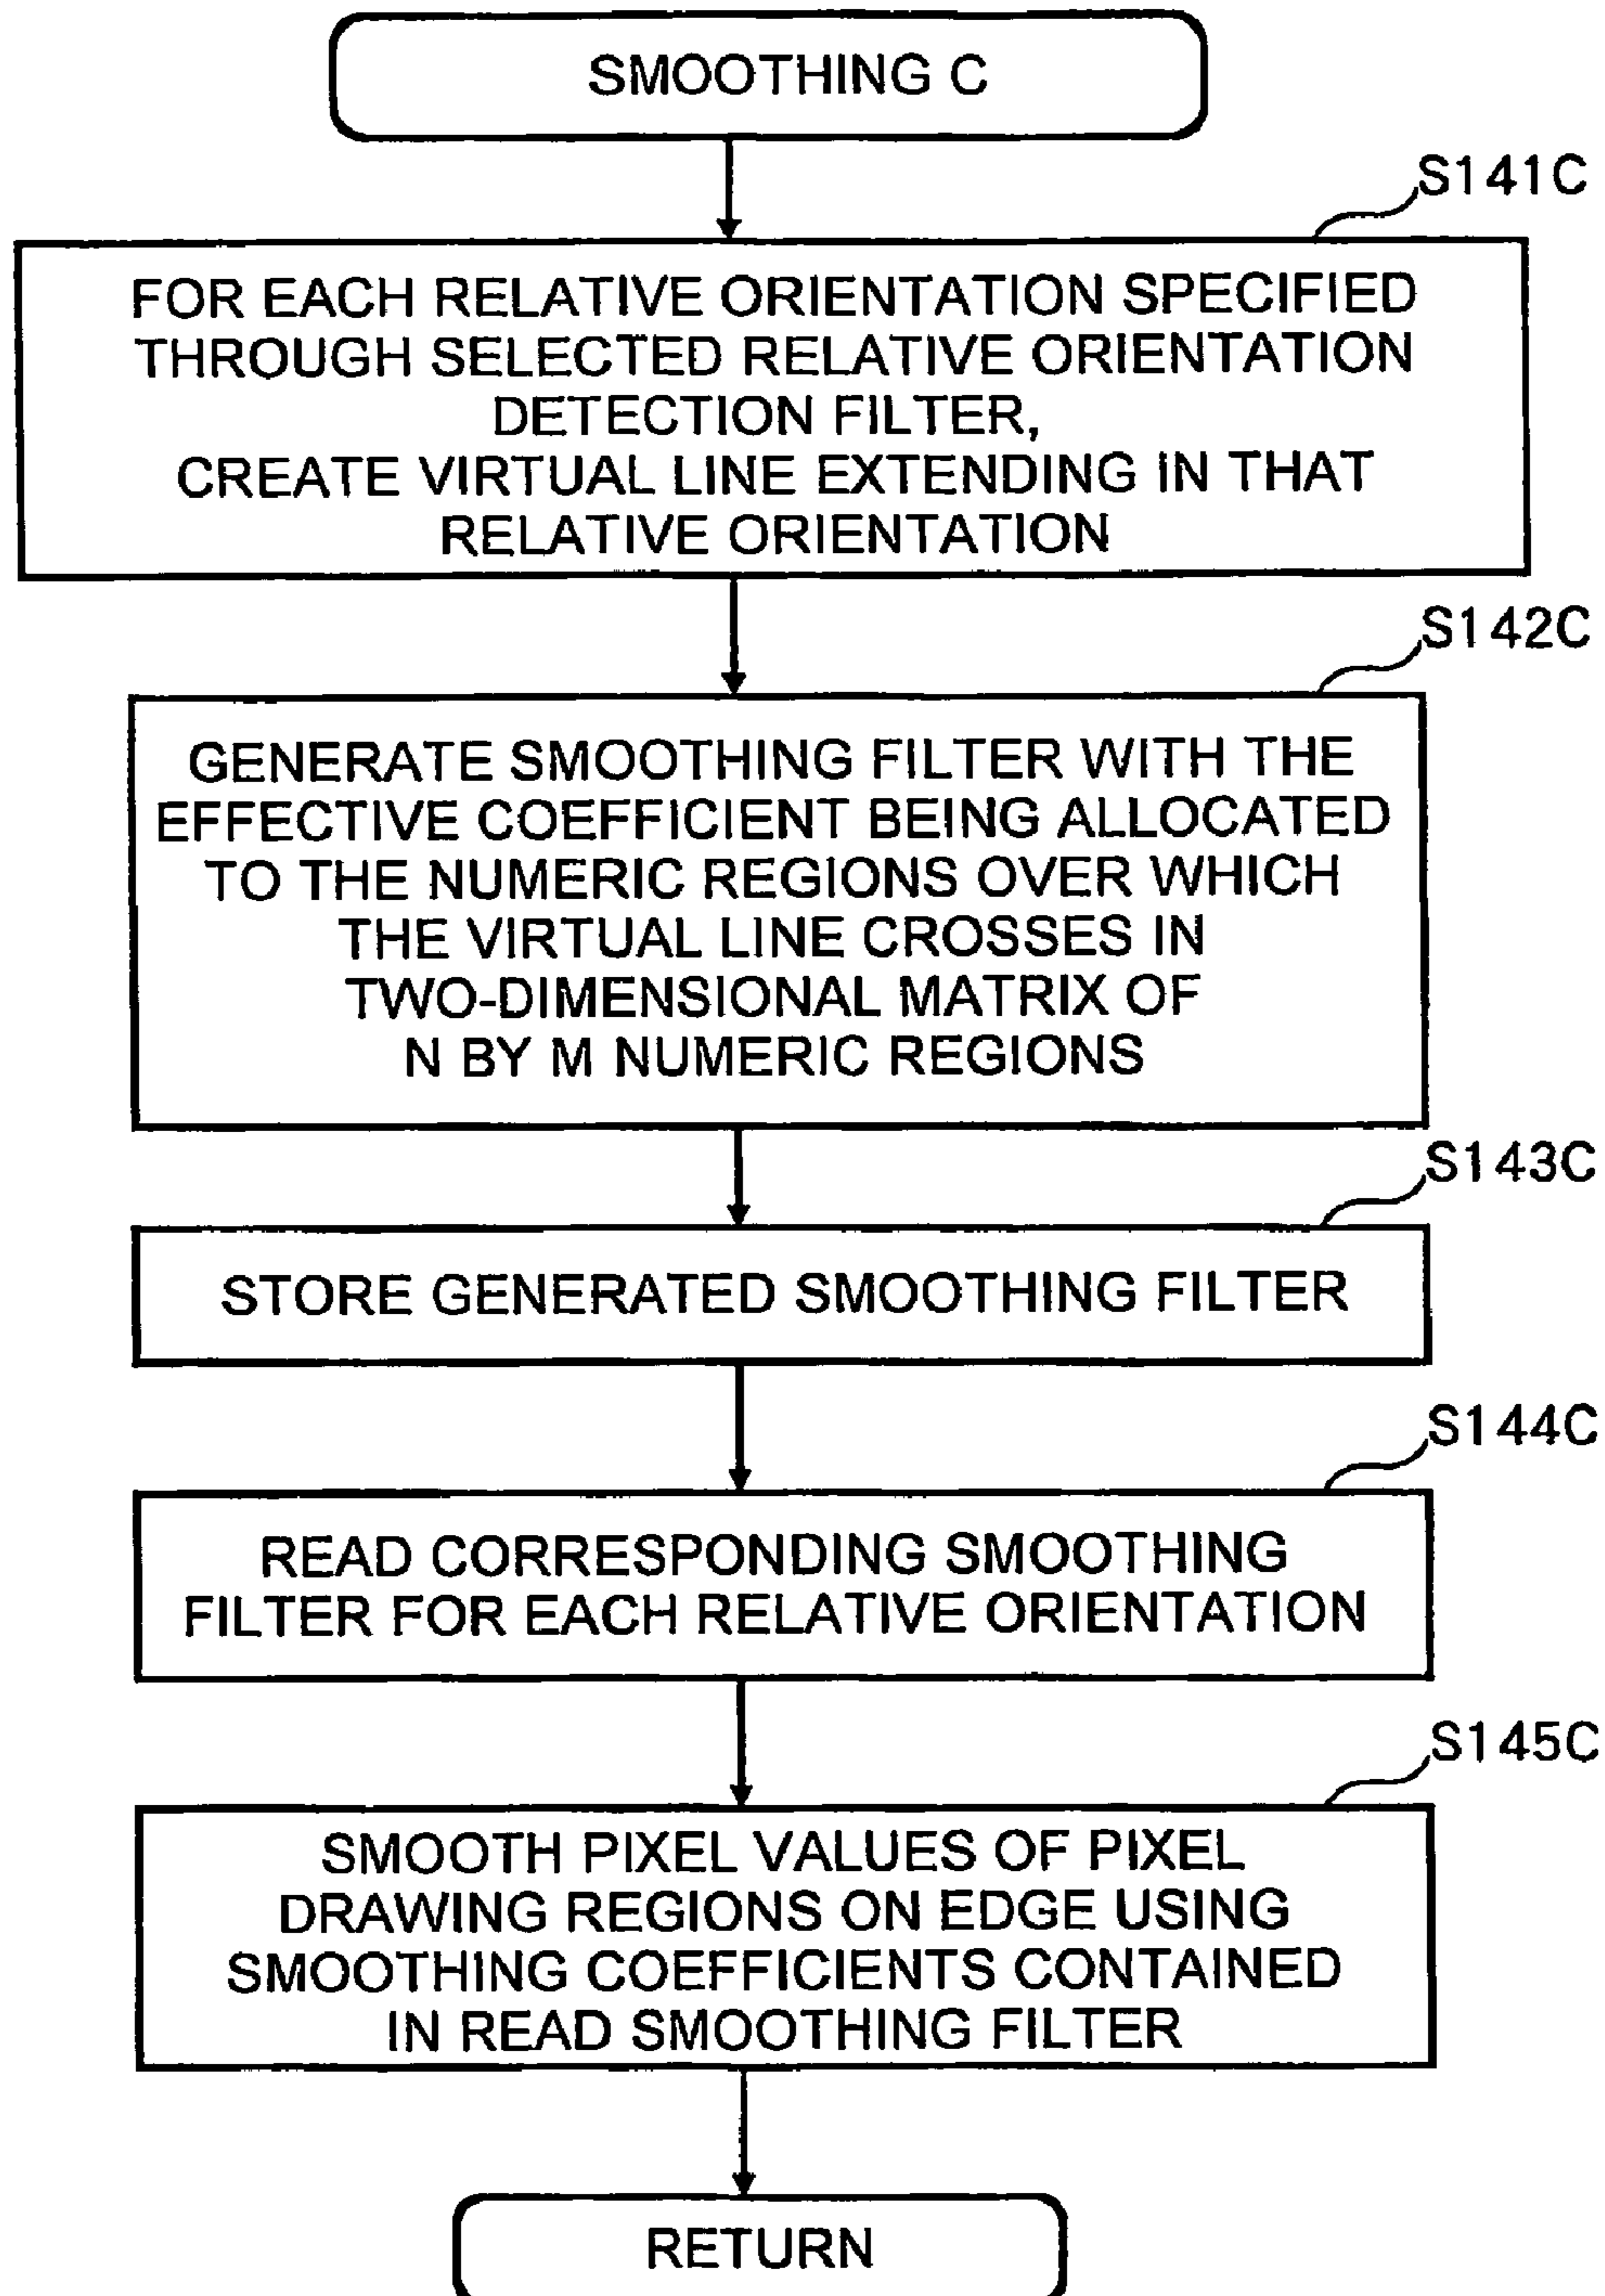 SMOOTHING C
S141C
FOR EACH RELATIVE ORIENTATION SPECIFIED
THROUGH SELECTED RELATIVE ORIENTATION
DETECTION FILTER,
CREATE VIRTUAL LINE EXTENDING IN THAT
RELATIVE ORIENTATION
S142C
GENERATE SMOOTHING FILTER WITH THE
EFFECTIVE COEFFICIENT BEING ALLOCATED
TO THE NUMERIC REGIONS OVER WHICH
THE VIRTUAL LINE CROSSES IN
TWO-DIMENSIONAL MATRIX OF
N BY M NUMERIC REGIONS
S143C
STORE GENERATED SMOOTHING FILTER
S144C
READ CORRESPONDING SMOOTHING
FILTER FOR EACH RELATIVE ORIENTATION
S145C
SMOOTH PIXEL VALUES OF PIXEL
DRAWING REGIONS ON EDGE USING
SMOOTHING COEFFICIENTS CONTAINED
IN READ SMOOTHING FILTER
RETURN